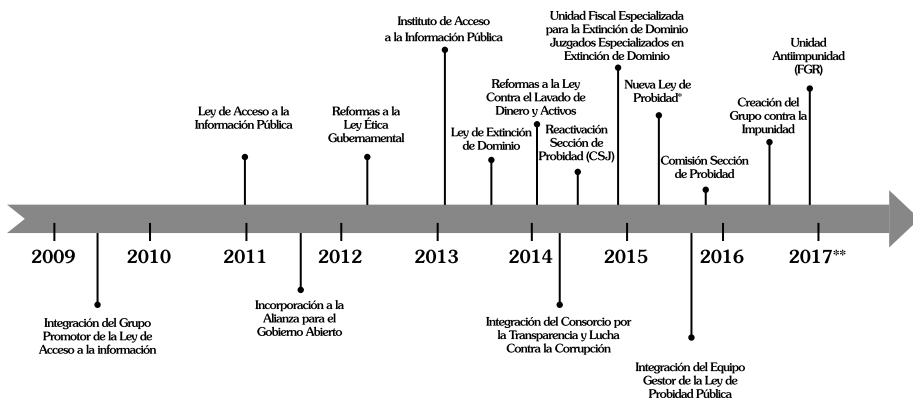 Ley de Acceso a la
Información Pública
Reformas a la
Ley Ética
Gubernamental
Instituto de Acceso
a la Información Pública
Ley de Extinción
de Dominio
Reformas a la Ley
Contra el Lavado de
Dinero y Activos
Reactivación
Sección de
Probidad (CSJ)
Unidad Fiscal Especializada
para la Extinción de Dominio
Juzgados Especializados en
Extinción de Dominio
Nueva Ley de
Probidad*
Comisión Sección
de Probidad
Creación del
Grupo contra la
Impunidad
Unidad
Antiimpunidad
(FGR)
2009
2010
2011
2012
2013
2014
2015
2016
2017**
Integración del Grupo
Promotor de la Ley de
Acceso a la información
Incorporación a la
Alianza para el
Gobierno Abierto
Integración del Consorcio por
la Transparencia y Lucha
Contra la Corrupción
Integración del Equipo
Gestor de la Ley de
Probidad Pública